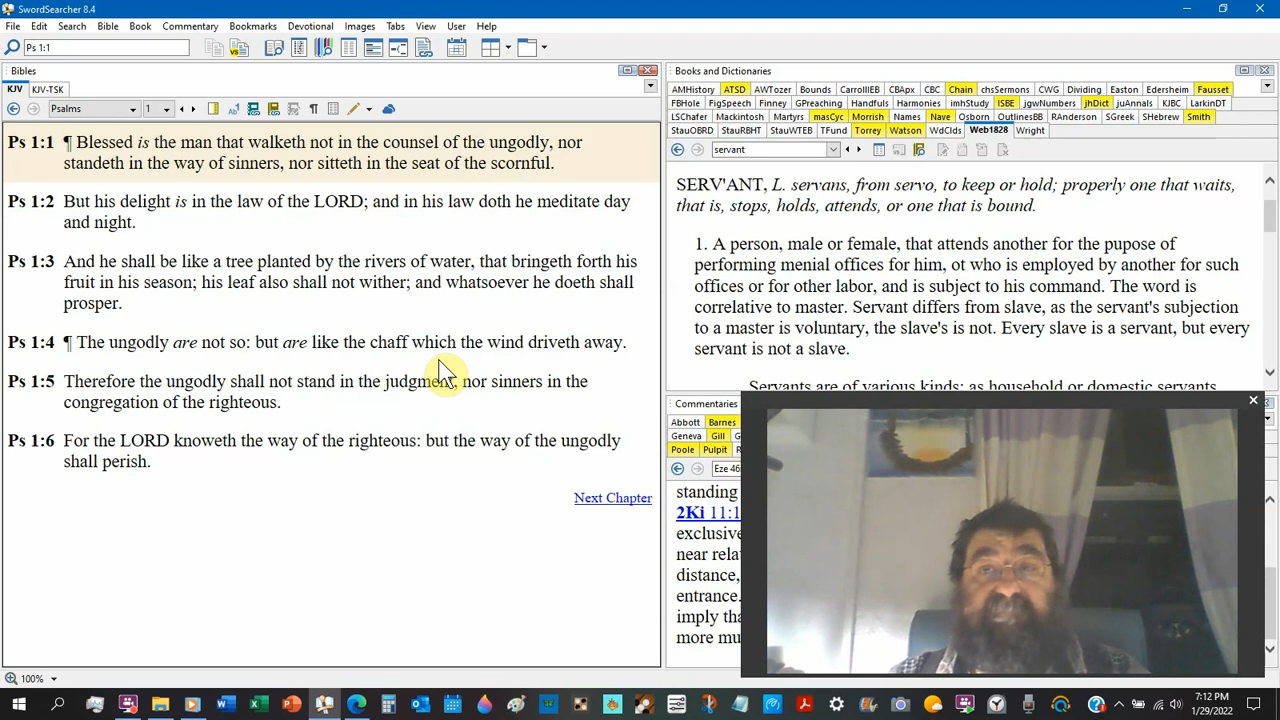 SwordSearcher 8.4
File Edit Search Bible Book Commentary Bookmarks Devotional Images Tabs View User Help
Ps 1:1
Bibles
KJV KJV-TSK
Psalms 1
Ps 1:1 ¶ Blessed is the man that walketh not in the counsel of the ungodly, nor
standeth in the way of sinners, nor sitteth in the seat of the scornful.
Ps 1:2 But his delight is in the law of the LORD; and in his law doth he meditate day
and night.
Ps 1:3 And he shall be like a tree planted by the rivers of water, that bringeth forth his
fruit in his season; his leaf also shall not wither; and whatsoever he doeth shall
prosper.
Ps 1:4 ¶ The ungodly are not so: but are like the chaff which the wind driveth away.
Ps 1:5 Therefore the ungodly shall not stand in the judgment, nor sinners in the
congregation of the righteous.
Ps 1:6 For the LORD knoweth the way of the righteous: but the way of the ungodly
shall perish.
Next Chapter
100%
Books and Dictionaries
AMHistory ATSD AWTozer Bounds CarrollIEB CBApx CBC Chain chsSermons CWG Dividing Easton Edersheim Fausset
FBHole FigSpeech Finney GPreaching Handfuls Harmonies imhStudy ISBE jgwNumbers jhDict juAnnals KJBC LarkinDT
LSChafer Mackintosh Martyrs masCyc Morrish Names Nave Osborn OutlinesBB RAnderson SGreek SHebrew Smith
StauOBRD StauRBHT StauWTEB TFund Torrey Watson WdClds Web1828 Wright
servant
SERV'ANT, L. servans, from servo, to keep or hold; properly one that waits,
that is, stops, holds, attends, or one that is bound.
1. A person, male or female, that attends another for the pupose of
performing menial offices for him, ot who is employed by another for such
offices or for other labor, and is subject to his command. The word is
correlative to master. Servant differs from slave, as the servant's subjection
to a master is voluntary, the slave's is not. Every slave is a servant, but every
servant is not a slave.
Servants are of various kinds; as household or domestic servants
Commentaries
Abbott Barnes
Geneva Gill
Poole Pulpit
Eze 46
standing
2Ki 11:1
exclusive
near rela
distance,
entrance.
imply tha
more mu
7:12 PM
1/29/2022